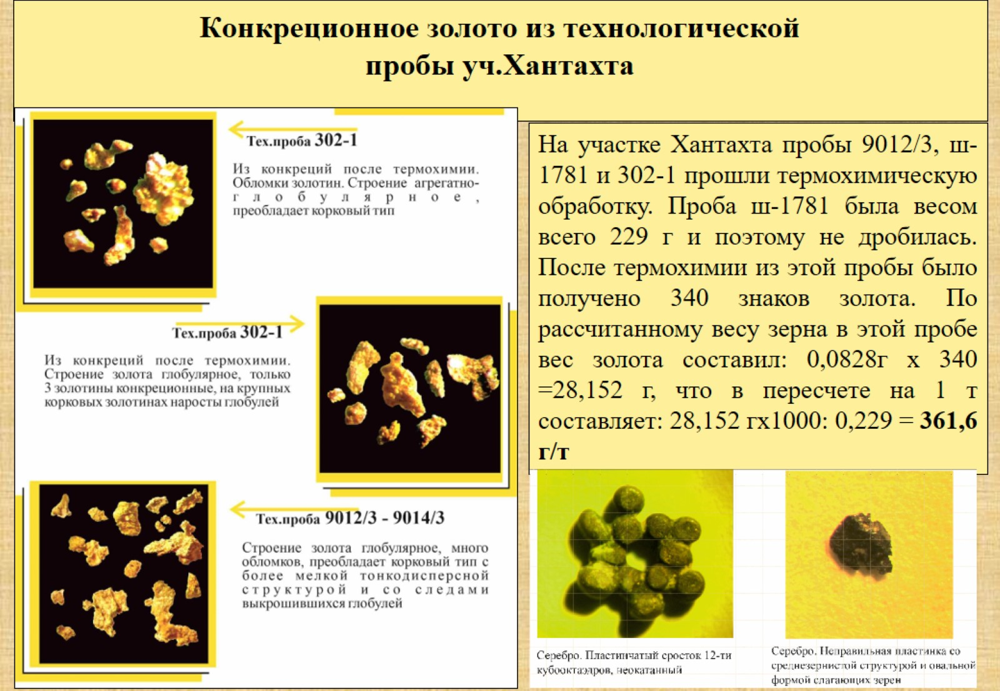 Конкреционное золото из технологической
пробы уч.Хантахта
Тех.проба 302-1
Из конкреций после термохимии.
Обломки золотин. Строение агрегатно-
глобулярное,
преобладает корковый тип
Тех.проба 302-1
Из конкреций после термохимии.
Строение золота глобулярное, только
3 золотины конкреционные, на крупных
корковых золотинах наросты глобулей
Тех.проба 9012/3 - 9014/3
Строение золота глобулярное, много
обломков, преобладает корковый тип с
более мелкой тонкодисперсной
структурой и со следами
выкрошившихся глобулей
На участке Хантахта пробы 9012/3, ш-
1781 и 302-1 прошли термохимическую
обработку. Проба ш-1781 была весом
всего 229 г и поэтому не дробилась.
После термохимии из этой пробы было
получено 340 знаков золота. По
рассчитанному весу зерна в этой пробе
вес золота составил: 0,0828г х 340
=28,152 г, что в пересчете на 1 т
составляет: 28,152 гх1000: 0,229 = 361,6
г/т
Серебро. Пластинчатый сросток 12-ти
кубооктаэдров, неокатанный
Серебро. Неправильная пластинка со
среднезернистой структурой и овальной
формой слагающих зерен